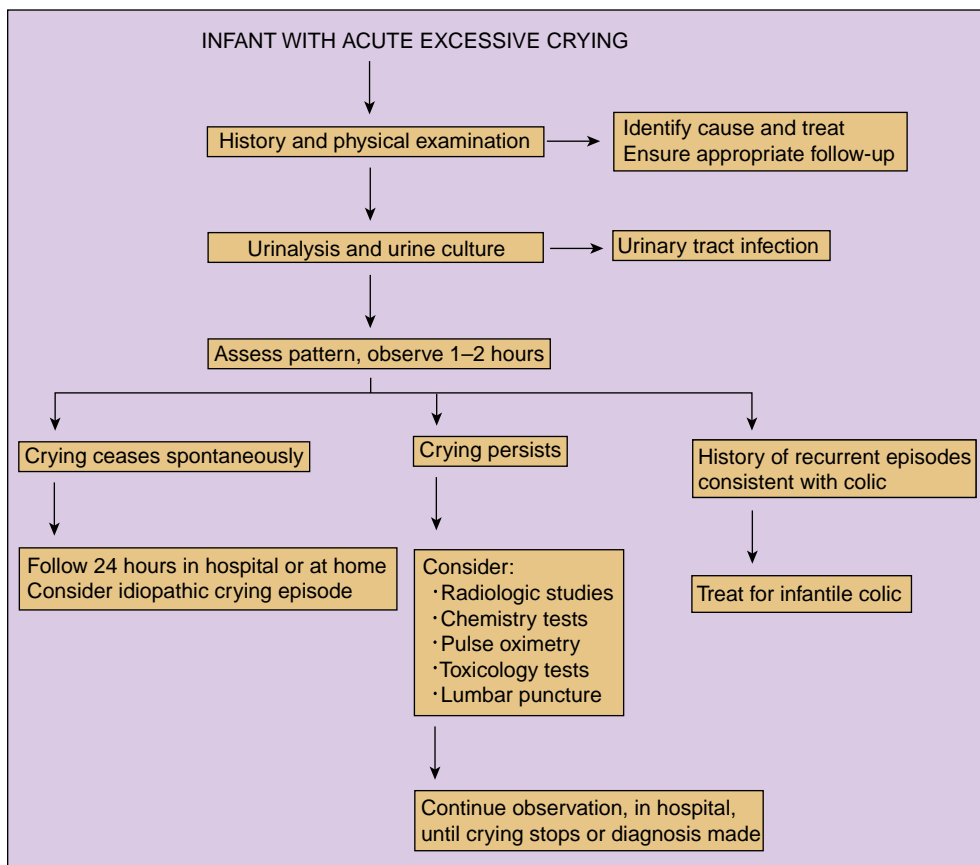 INFANT WITH ACUTE EXCESSIVE CRYING
History and physical examination
Identify cause and treat
Ensure appropriate follow-up
Urinalysis and urine culture
Urinary tract infection
Assess pattern, observe 1–2 hours
Crying ceases spontaneously
Follow 24 hours in hospital or at home
Consider idiopathic crying episode
Crying persists
Consider:
· Radiologic studies
· Chemistry tests
· Pulse oximetry
· Toxicology tests
· Lumbar puncture
Continue observation, in hospital,
until crying stops or diagnosis made
History of recurrent episodes
consistent with colic
Treat for infantile colic